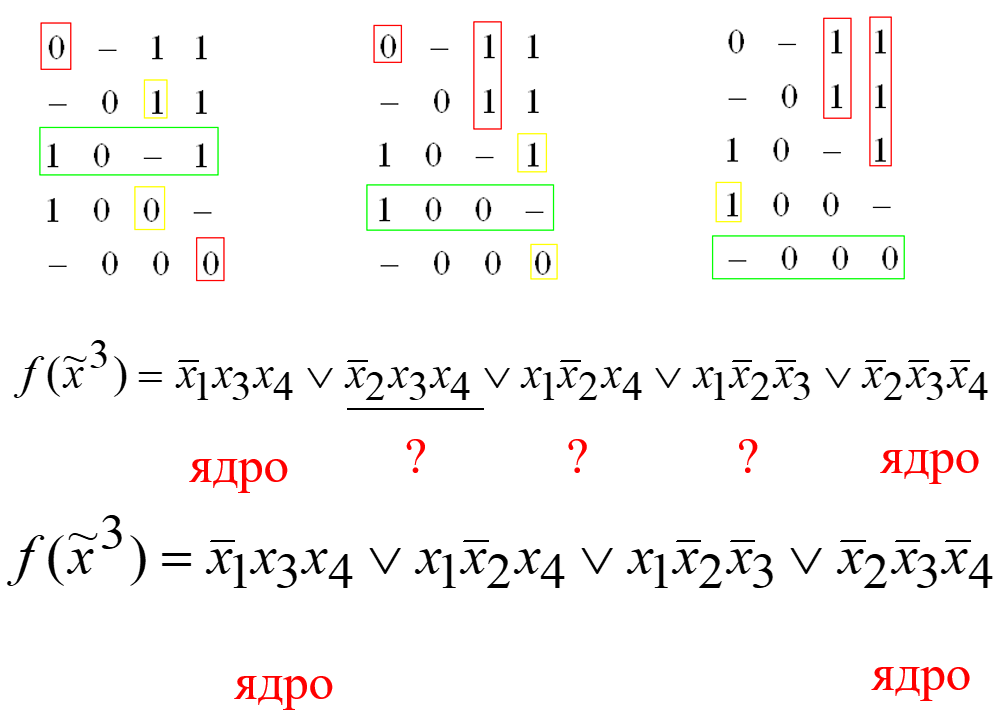 0 – 1 1 0 – 1 1 0 – 1 1
– 0 1 1 – 0 1 1 – 0 1 1
1 0 – 1 1 0 – 1 1 0 – 1
1 0 0 – 1 0 0 – 1 0 0 –
– 0 0 0 – 0 0 0 – 0 0 0
f(x̃³) = x̄₁x₃x₄ ∨ x̄₂x₃x₄ ∨ x₁x̄₂x₄ ∨ x₁x̄₂x̄₃ ∨ x̄₂x̄₃x̄₄
ядро ? ? ? ядро
f(x̃³) = x̄₁x₃x₄ ∨ x₁x̄₂x₄ ∨ x₁x̄₂x̄₃ ∨ x̄₂x̄₃x̄₄
ядро ядро